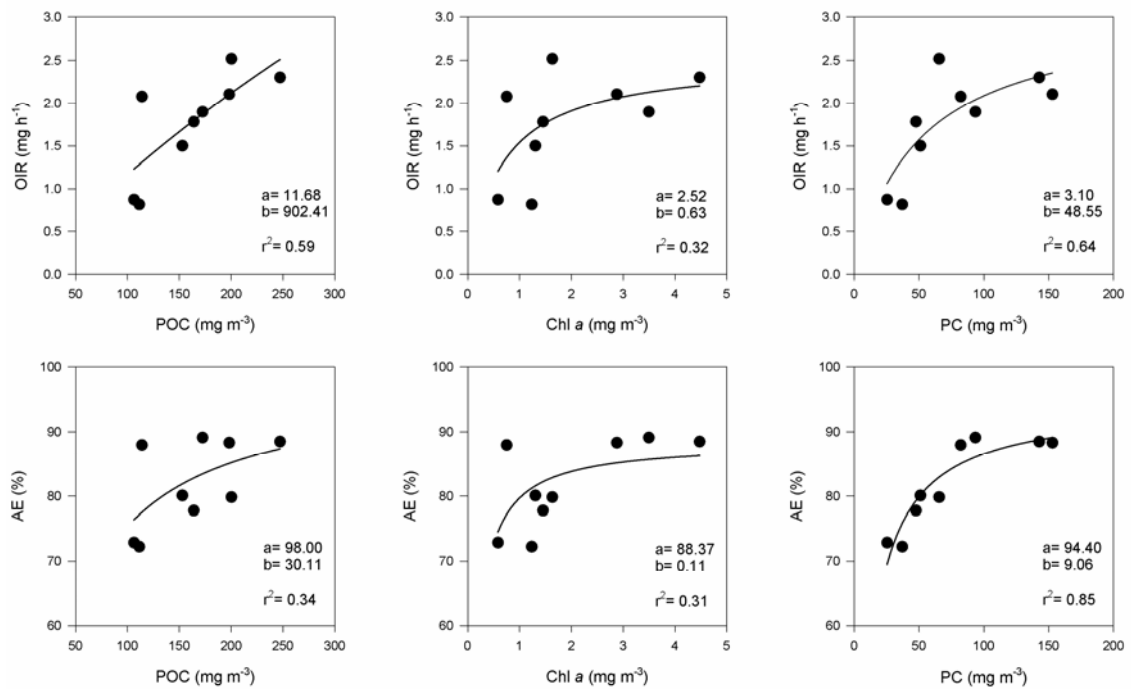 3.0
2.5
2.0
1.5
1.0
0.5
0.0
OIR (mg h⁻¹)
a= 11.68
b= 902.41
r²= 0.59
50 100 150 200 250 300
POC (mg m⁻³)
3.0
2.5
2.0
1.5
1.0
0.5
0.0
OIR (mg h⁻¹)
a= 2.52
b= 0.63
r²= 0.32
0 1 2 3 4 5
Chl a (mg m⁻³)
3.0
2.5
2.0
1.5
1.0
0.5
0.0
OIR (mg h⁻¹)
a= 3.10
b= 48.55
r²= 0.64
0 50 100 150 200
PC (mg m⁻³)
100
90
80
70
60
AE (%)
a= 98.00
b= 30.11
r²= 0.34
50 100 150 200 250 300
POC (mg m⁻³)
100
90
80
70
60
AE (%)
a= 88.37
b= 0.11
r²= 0.31
0 1 2 3 4 5
Chl a (mg m⁻³)
100
90
80
70
60
AE (%)
a= 94.40
b= 9.06
r²= 0.85
0 50 100 150 200
PC (mg m⁻³)